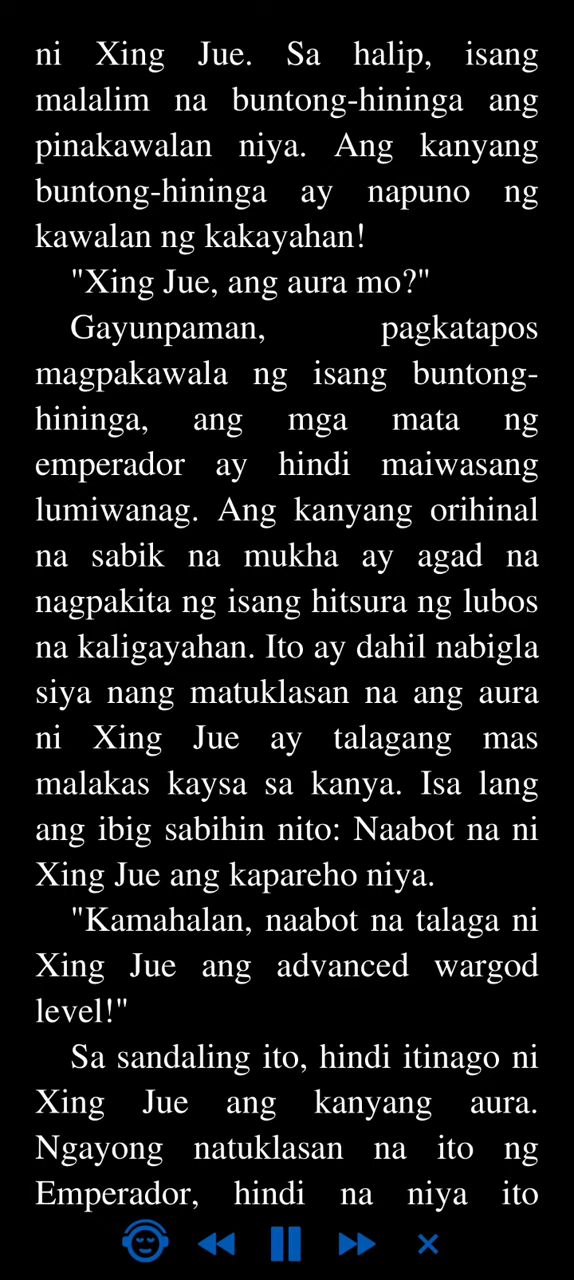 ni Xing Jue. Sa halip, isang
malalim na buntong-hininga ang
pinakawalan niya. Ang kanyang
buntong-hininga ay napuno ng
kawalan ng kakayahan!
"Xing Jue, ang aura mo?"
Gayunpaman, pagkatapos
magpakawala ng isang buntong-
hininga, ang mga mata ng
emperador ay hindi maiwasang
lumiwanag. Ang kanyang orihinal
na sabik na mukha ay agad na
nagpakita ng isang hitsura ng lubos
na kaligayahan. Ito ay dahil nabigla
siya nang matuklasan na ang aura
ni Xing Jue ay talagang mas
malakas kaysa sa kanya. Isa lang
ang ibig sabihin nito: Naabot na ni
Xing Jue ang kapareho niya.
"Kamahalan, naabot na talaga ni
Xing Jue ang advanced wargod
level!"
Sa sandaling ito, hindi itinago ni
Xing Jue ang kanyang aura.
Ngayong natuklasan na ito ng
Emperador, hindi na niya ito